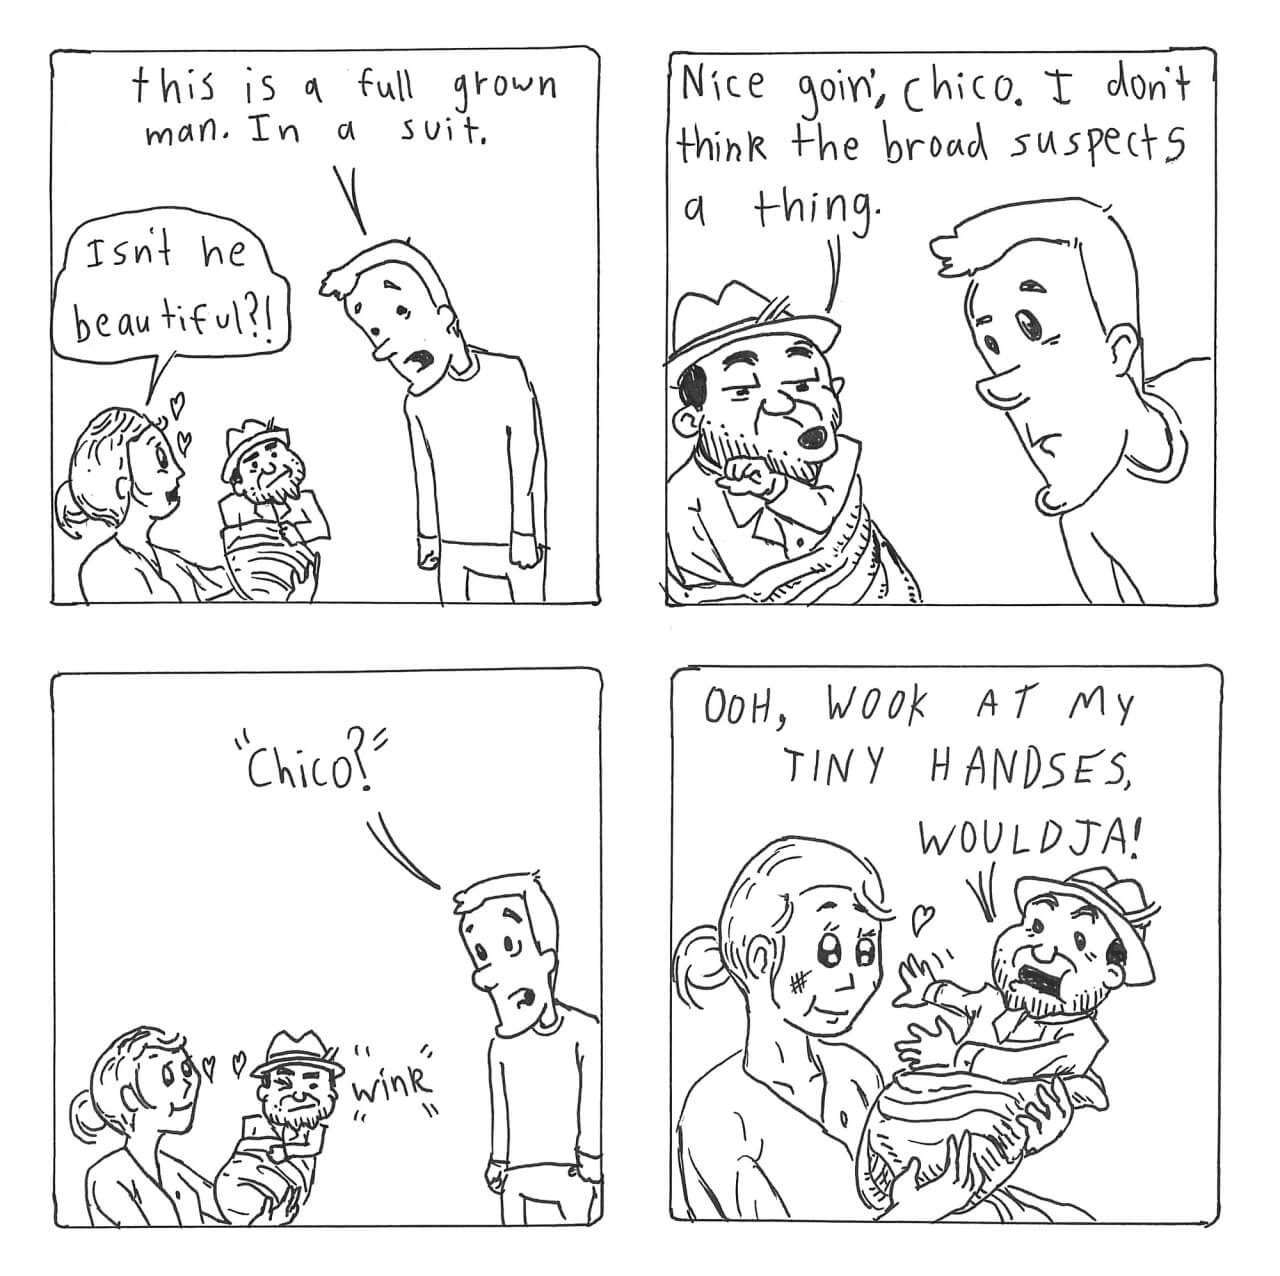 this is a full grown
man. In a suit.
Isn't he
beautiful?!
Nice goin', Chico. I don't
think the broad suspects
a thing.
"Chico?"
"wink"
OOH, WOOK AT MY
TINY HANDSES,
WOULDJA!